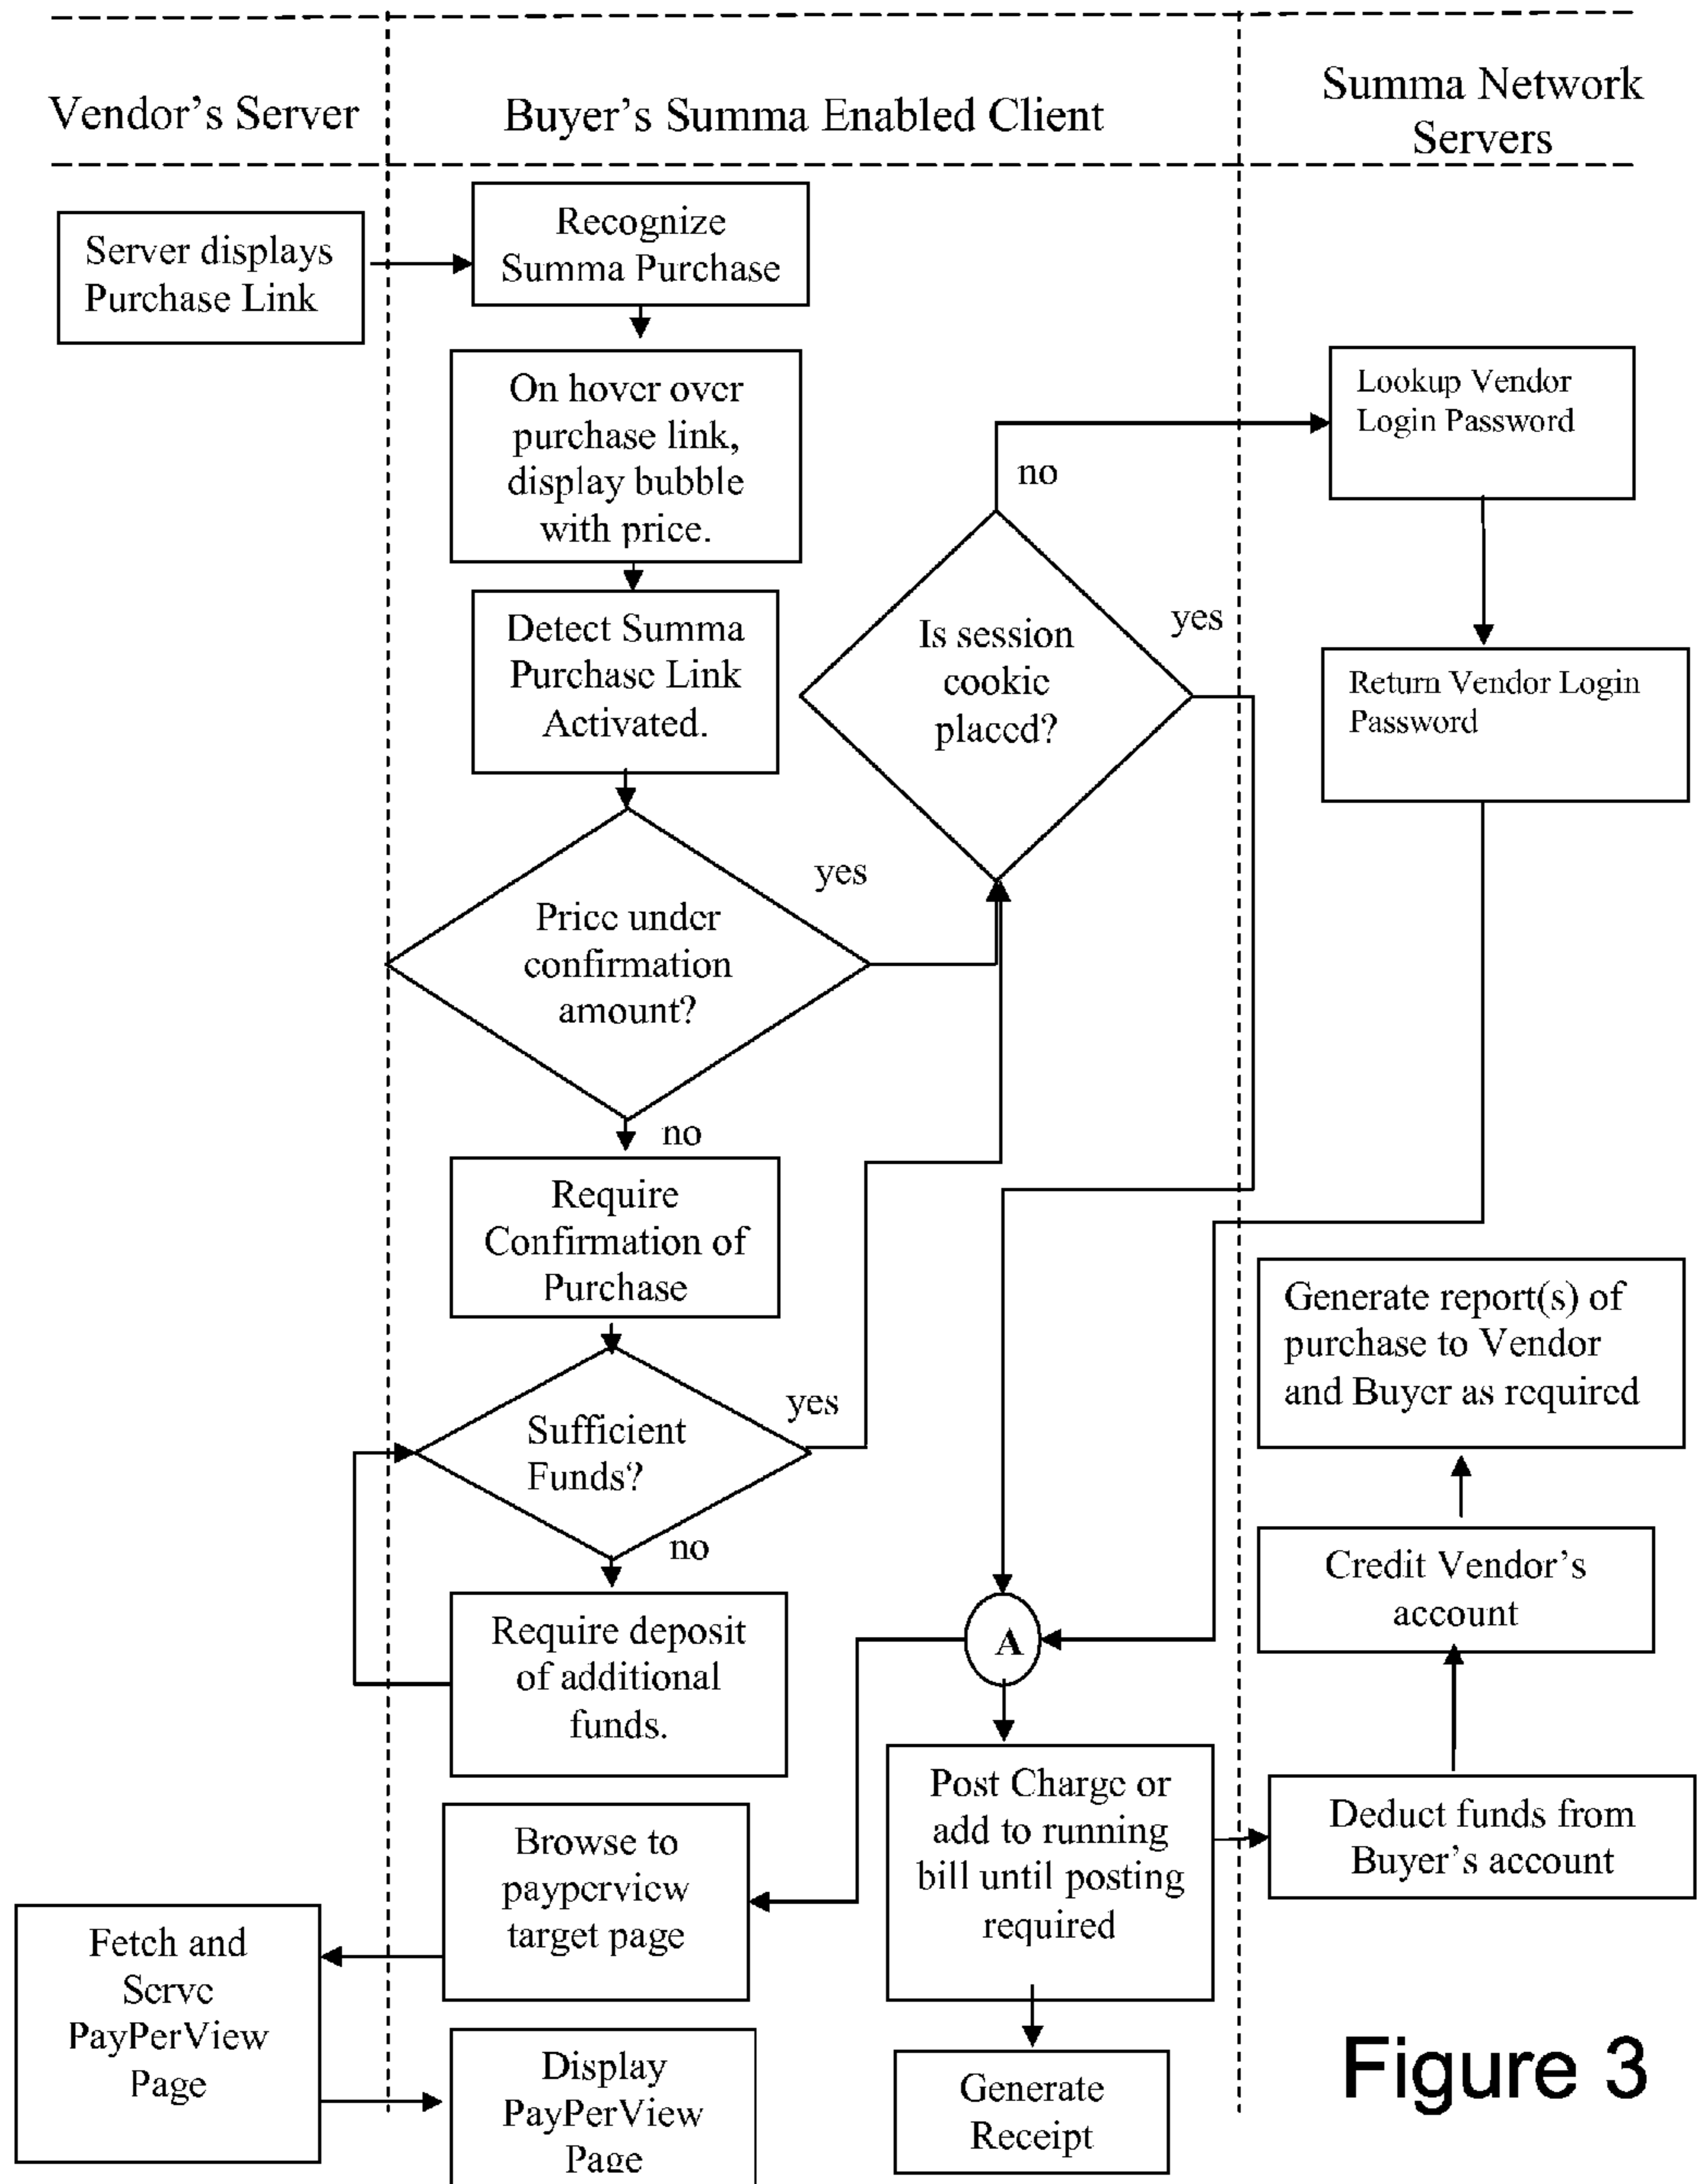 Vendor's Server
Buyer's Summa Enabled Client
Summa Network
Servers
Server displays
Purchase Link
Recognize
Summa Purchase
On hover over
purchase link,
display bubble
with price.
Detect Summa
Purchase Link
Activated.
Price under
confirmation
amount?
yes
no
Require
Confirmation of
Purchase
Sufficient
Funds?
yes
no
Require deposit
of additional
funds.
Is session
cookie
placed?
no
yes
Lookup Vendor
Login Password
Return Vendor Login
Password
A
Post Charge or
add to running
bill until posting
required
Generate
Receipt
Browse to
payperview
target page
Fetch and
Serve
PayPerView
Page
Display
PayPerView
Page
Deduct funds from
Buyer's account
Credit Vendor's
account
Generate report(s) of
purchase to Vendor
and Buyer as required
Figure 3